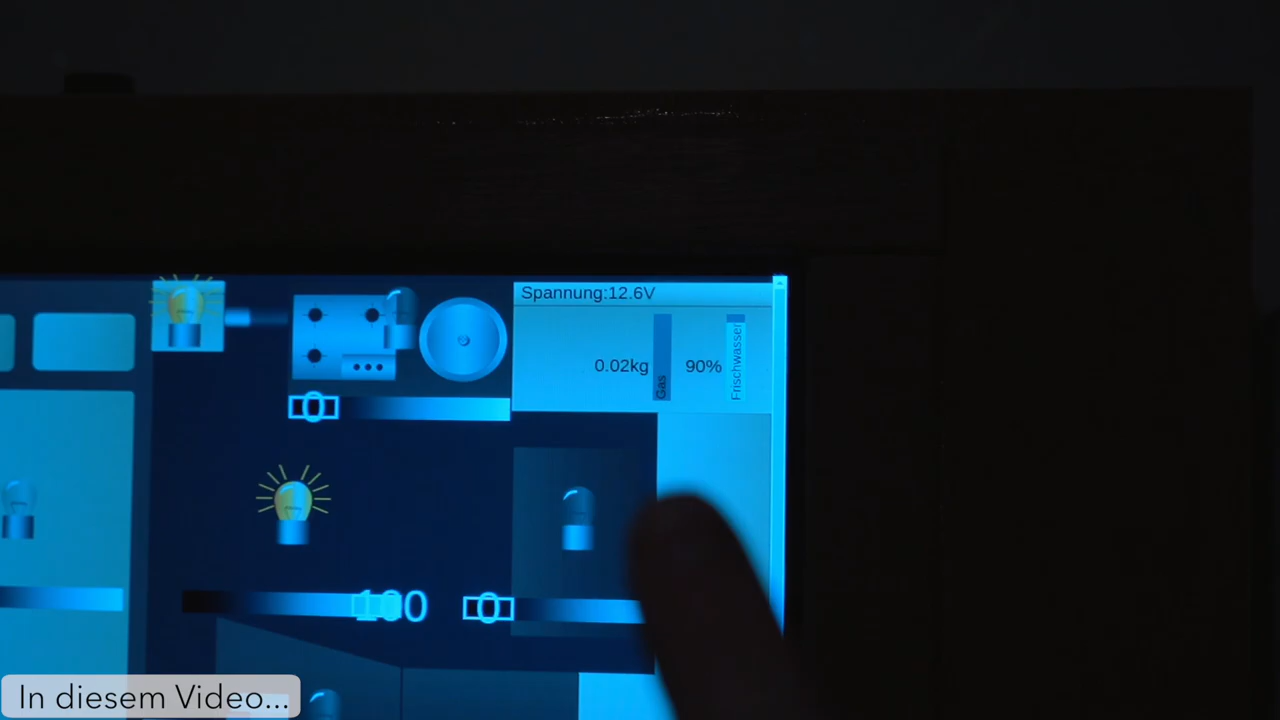 Spannung:12.6V
0.02kg
Gas
90%
Frischwasser
0
100
0
In diesem Video...